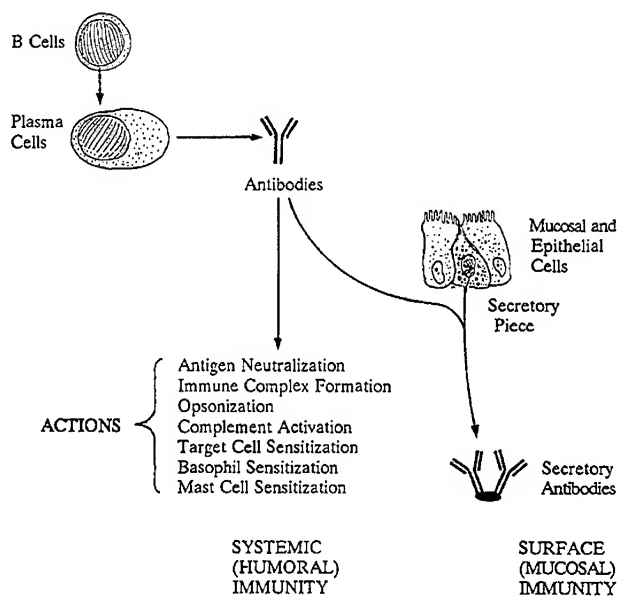 B Cells
Plasma
Cells
Antibodies
Mucosal and
Epithelial
Cells
Secretory
Piece
ACTIONS
Antigen Neutralization
Immune Complex Formation
Opsonization
Complement Activation
Target Cell Sensitization
Basophil Sensitization
Mast Cell Sensitization
Secretory
Antibodies
SYSTEMIC
(HUMORAL)
IMMUNITY
SURFACE
(MUCOSAL)
IMMUNITY